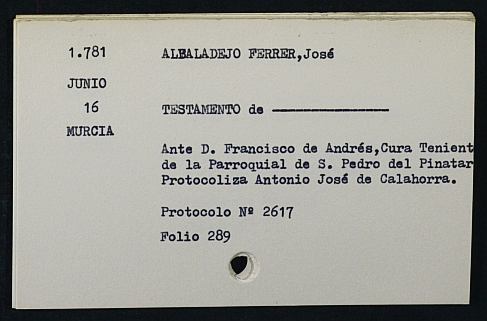 1.781 ALBALADEJO FERRER,José
JUNIO
16 TESTAMENTO de ————————
MURCIA
Ante D. Francisco de Andrés,Cura Tenient
de la Parroquial de S. Pedro del Pinatar
Protocoliza Antonio José de Calahorra.
Protocolo Nº 2617
Folio 289